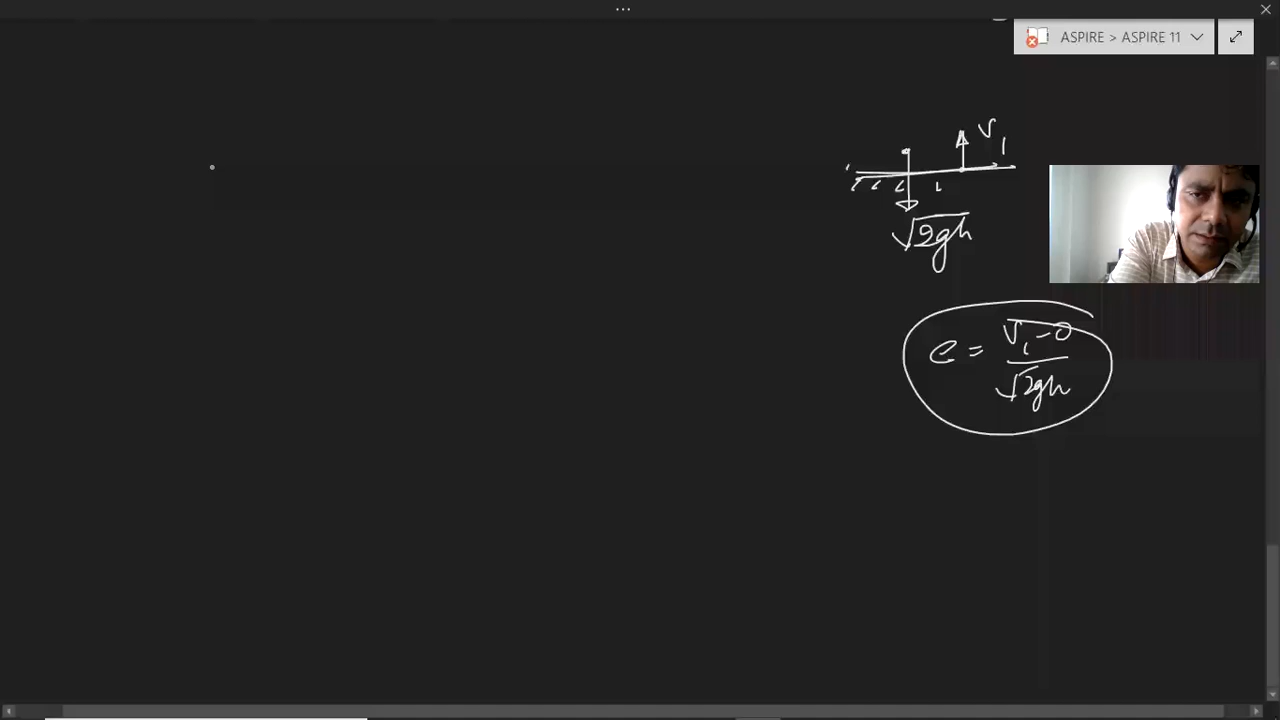 ASPIRE > ASPIRE 11
V1
√2gh
e = V1-0 / √2gh